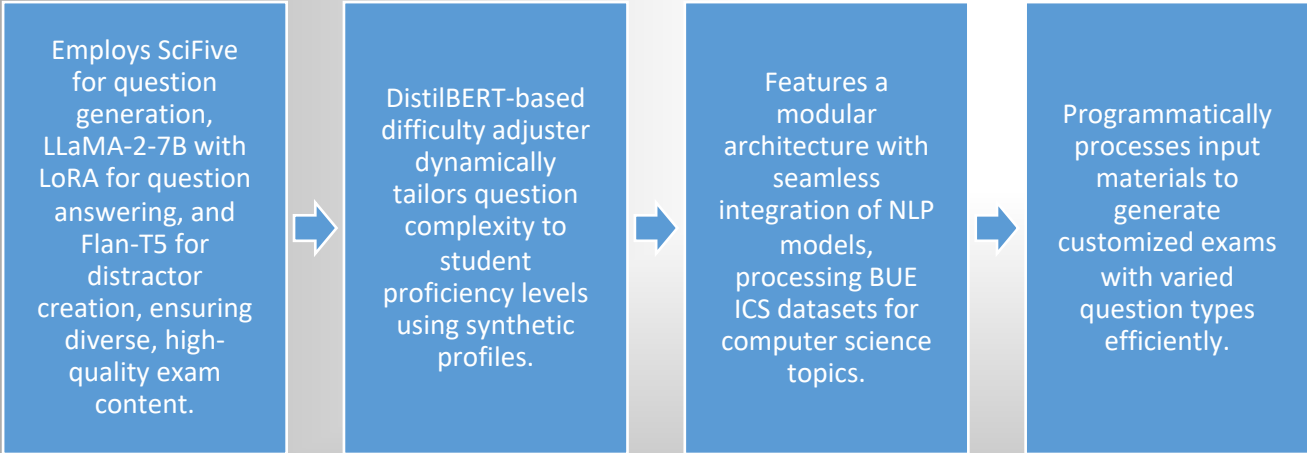 Employs SciFive
for question
generation,
LLaMA-2-7B with
LoRA for question
answering, and
Flan-T5 for
distractor
creation, ensuring
diverse, high-
quality exam
content.
DistilBERT-based
difficulty adjuster
dynamically
tailors question
complexity to
student
proficiency levels
using synthetic
profiles.
Features a
modular
architecture with
seamless
integration of NLP
models,
processing BUE
ICS datasets for
computer science
topics.
Programmatically
processes input
materials to
generate
customized exams
with varied
question types
efficiently.